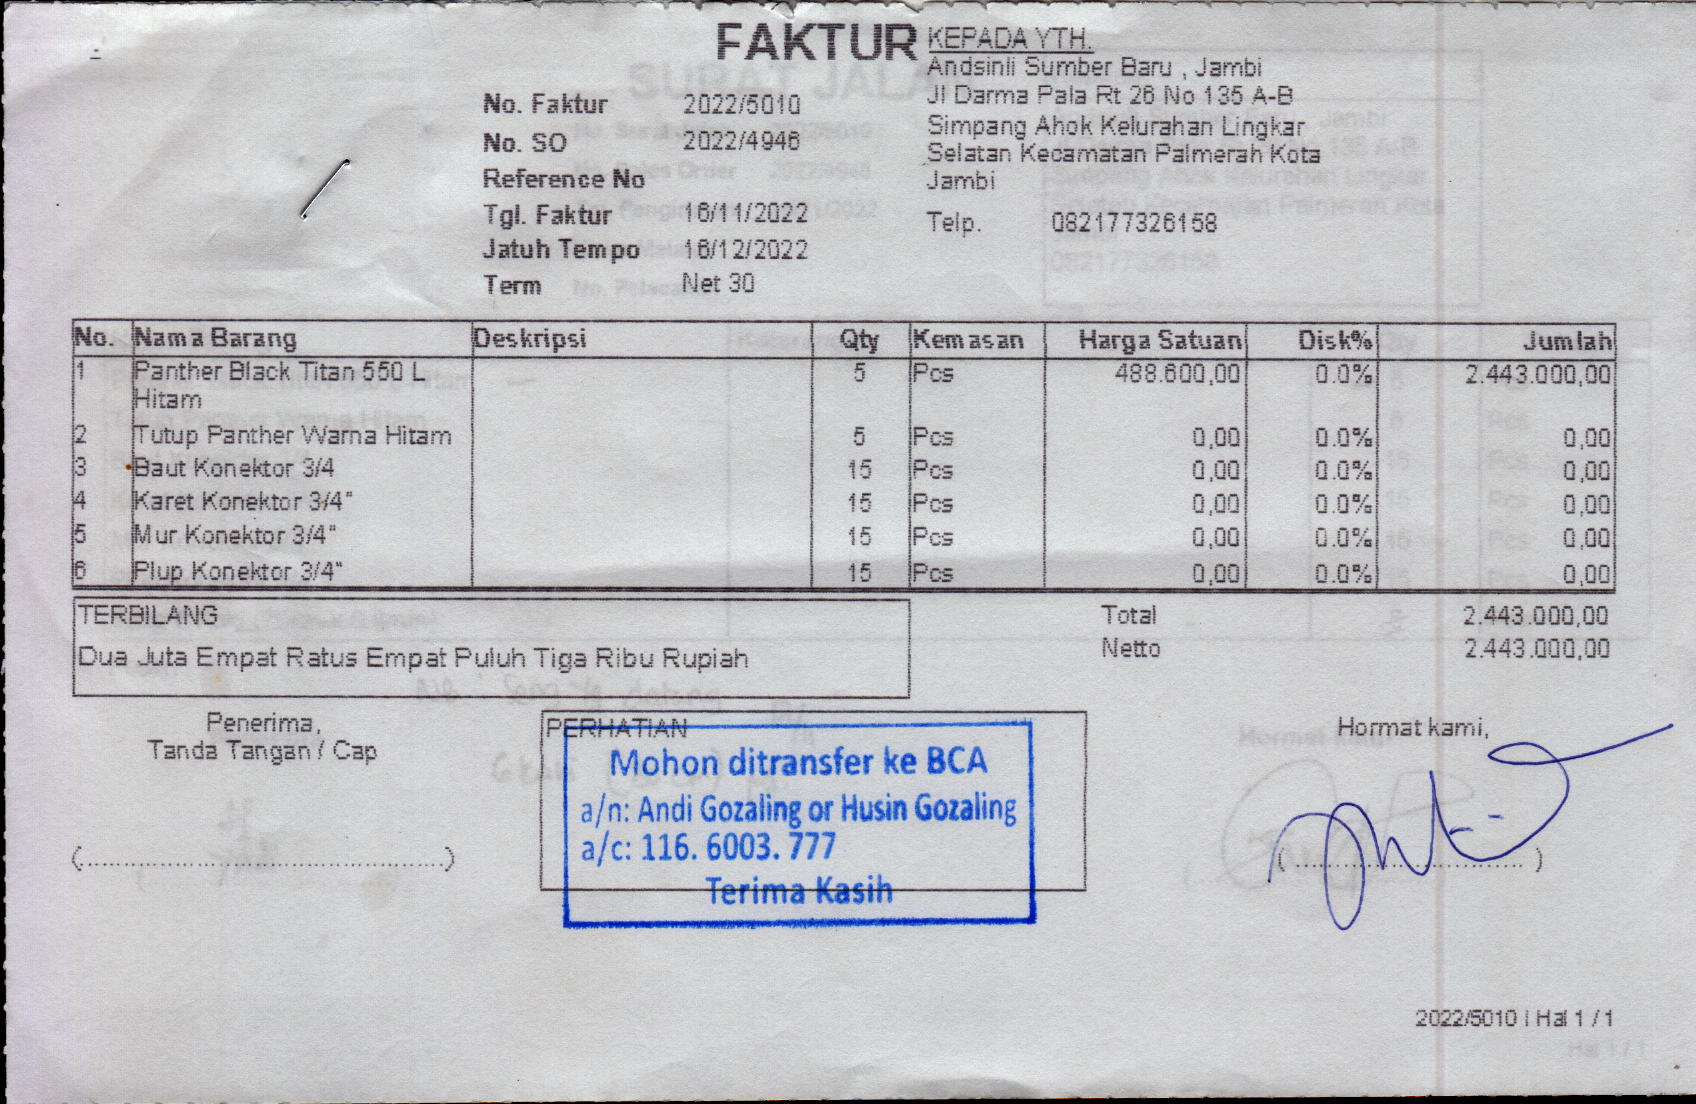 FAKTUR
KEPADA YTH.
Andsinli Sumber Baru , Jambi
Jl Darma Pala Rt 26 No 135 A-B
Simpang Ahok Kelurahan Lingkar
Selatan Kecamatan Palmerah Kota
Jambi
Telp. 082177326158
No. Faktur 2022/5010
No. SO 2022/4946
Reference No
Tgl. Faktur 16/11/2022
Jatuh Tempo 16/12/2022
Term Net 30
No. Nama Barang Deskripsi Qty Kemasan Harga Satuan Disk% Jumlah
1 Panther Black Titan 550 L 5 Pcs 488.600,00 0.0% 2.443.000,00
Hitam
2 Tutup Panther Warna Hitam 5 Pcs 0,00 0.0% 0,00
3 Baut Konektor 3/4 15 Pcs 0,00 0.0% 0,00
4 Karet Konektor 3/4" 15 Pcs 0,00 0.0% 0,00
5 Mur Konektor 3/4" 15 Pcs 0,00 0.0% 0,00
6 Plup Konektor 3/4" 15 Pcs 0,00 0.0% 0,00
TERBILANG
Dua Juta Empat Ratus Empat Puluh Tiga Ribu Rupiah
Total 2.443.000,00
Netto 2.443.000,00
Penerima,
Tanda Tangan / Cap
(........................................................)
PERHATIAN
Mohon ditransfer ke BCA
a/n: Andi Gozaling or Husin Gozaling
a/c: 116. 6003. 777
Terima Kasih
Hormat kami,
(........................................)
2022/5010 | Hal 1 / 1